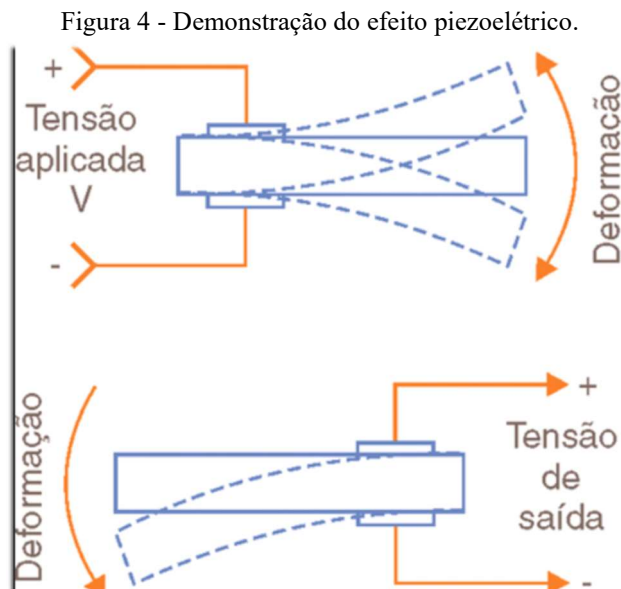 Figura 4 - Demonstração do efeito piezoelétrico.
+
Tensão
aplicada
V
-
Deformação
Deformação
+
Tensão
de
saída
-